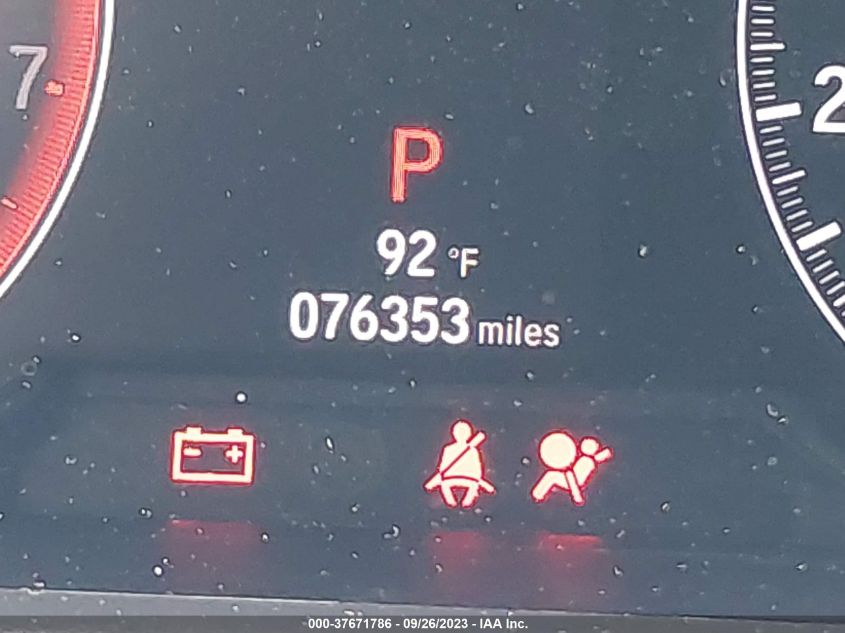 7
P
2
92 °F
076353 miles
- +
000-37671786 - 09/26/2023 - IAA Inc.